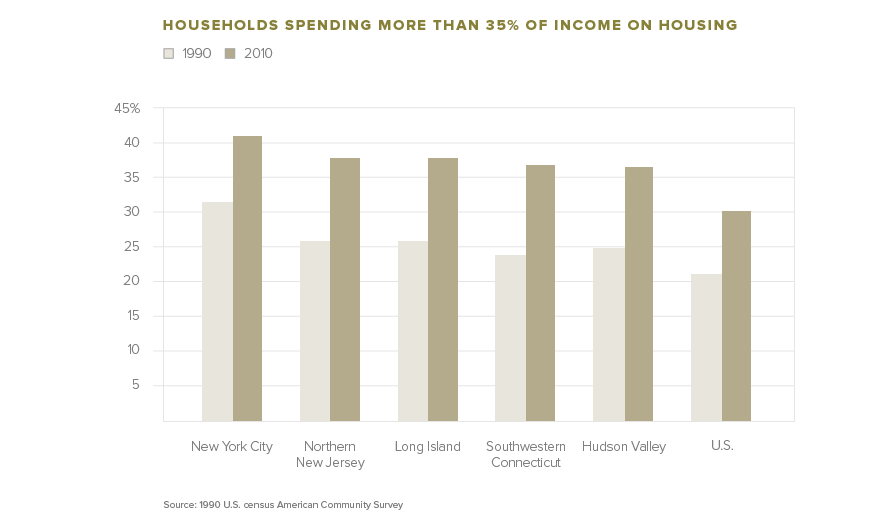 HOUSEHOLDS SPENDING MORE THAN 35% OF INCOME ON HOUSING
1990 2010
45%
40
35
30
25
20
15
10
5
New York City Northern Long Island Southwestern Hudson Valley U.S.
New Jersey Connecticut
Source: 1990 U.S. census American Community Survey